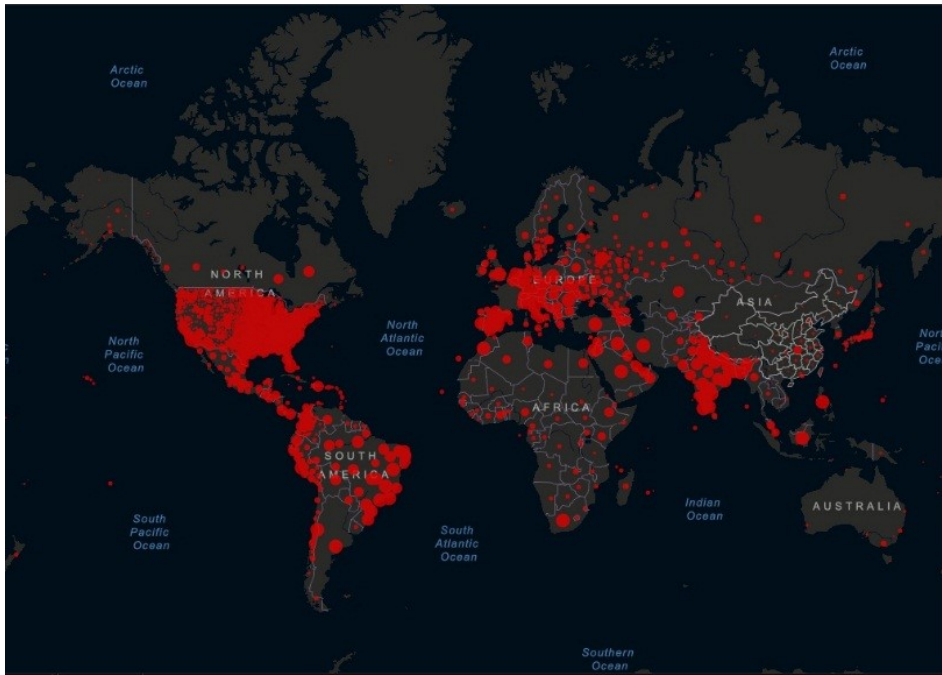 Arctic
Ocean
Arctic
Ocean
NORTH
AMERICA
EUROPE
ASIA
North
Pacific
Ocean
North
Atlantic
Ocean
AFRICA
SOUTH
AMERICA
Indian
Ocean
AUSTRALIA
South
Pacific
Ocean
South
Atlantic
Ocean
Southern
Ocean